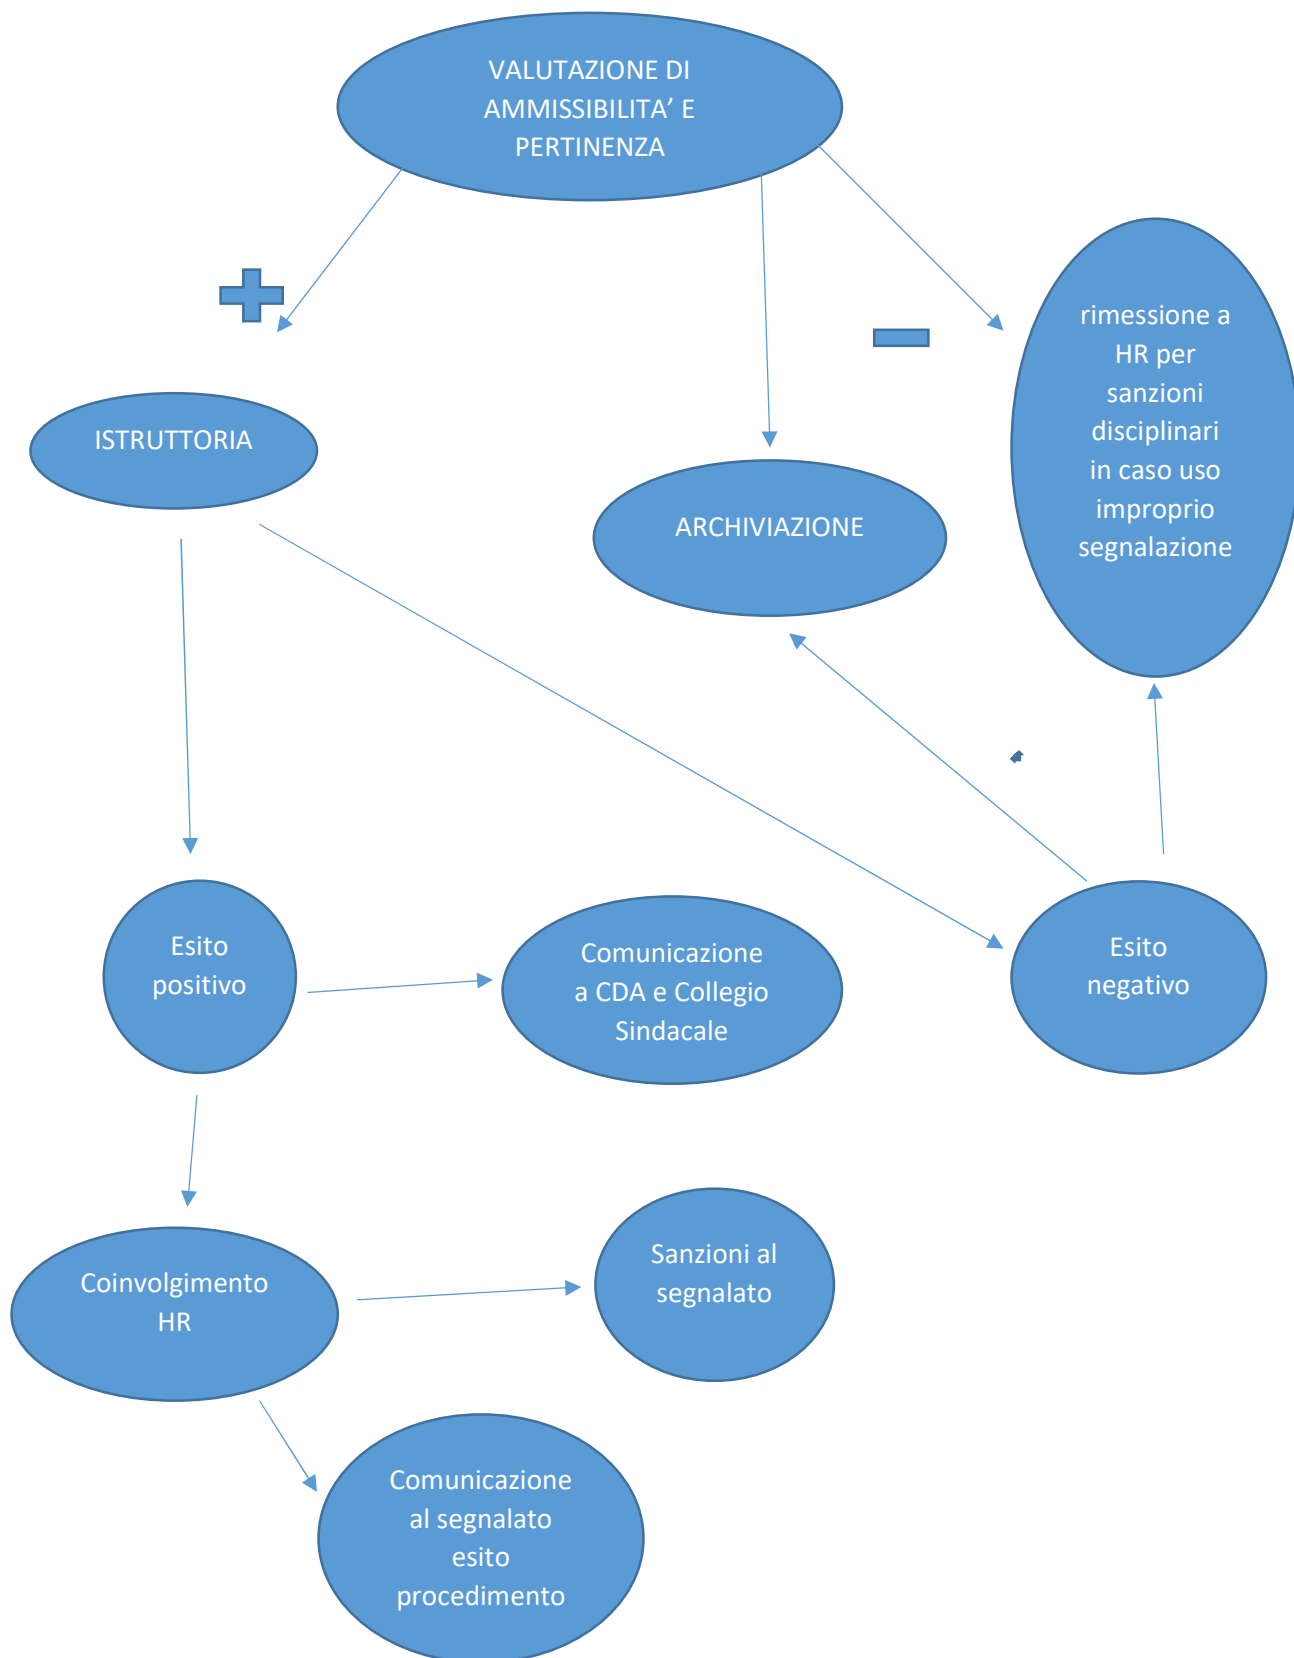 VALUTAZIONE DI
AMMISSIBILITA’ E
PERTINENZA
rimessione a
HR per
sanzioni
disciplinari
in caso uso
improprio
segnalazione
ISTRUTTORIA
ARCHIVIAZIONE
Esito
positivo
Comunicazione
a CDA e Collegio
Sindacale
Esito
negativo
Coinvolgimento
HR
Sanzioni al
segnalato
Comunicazione
al segnalato
esito
procedimento